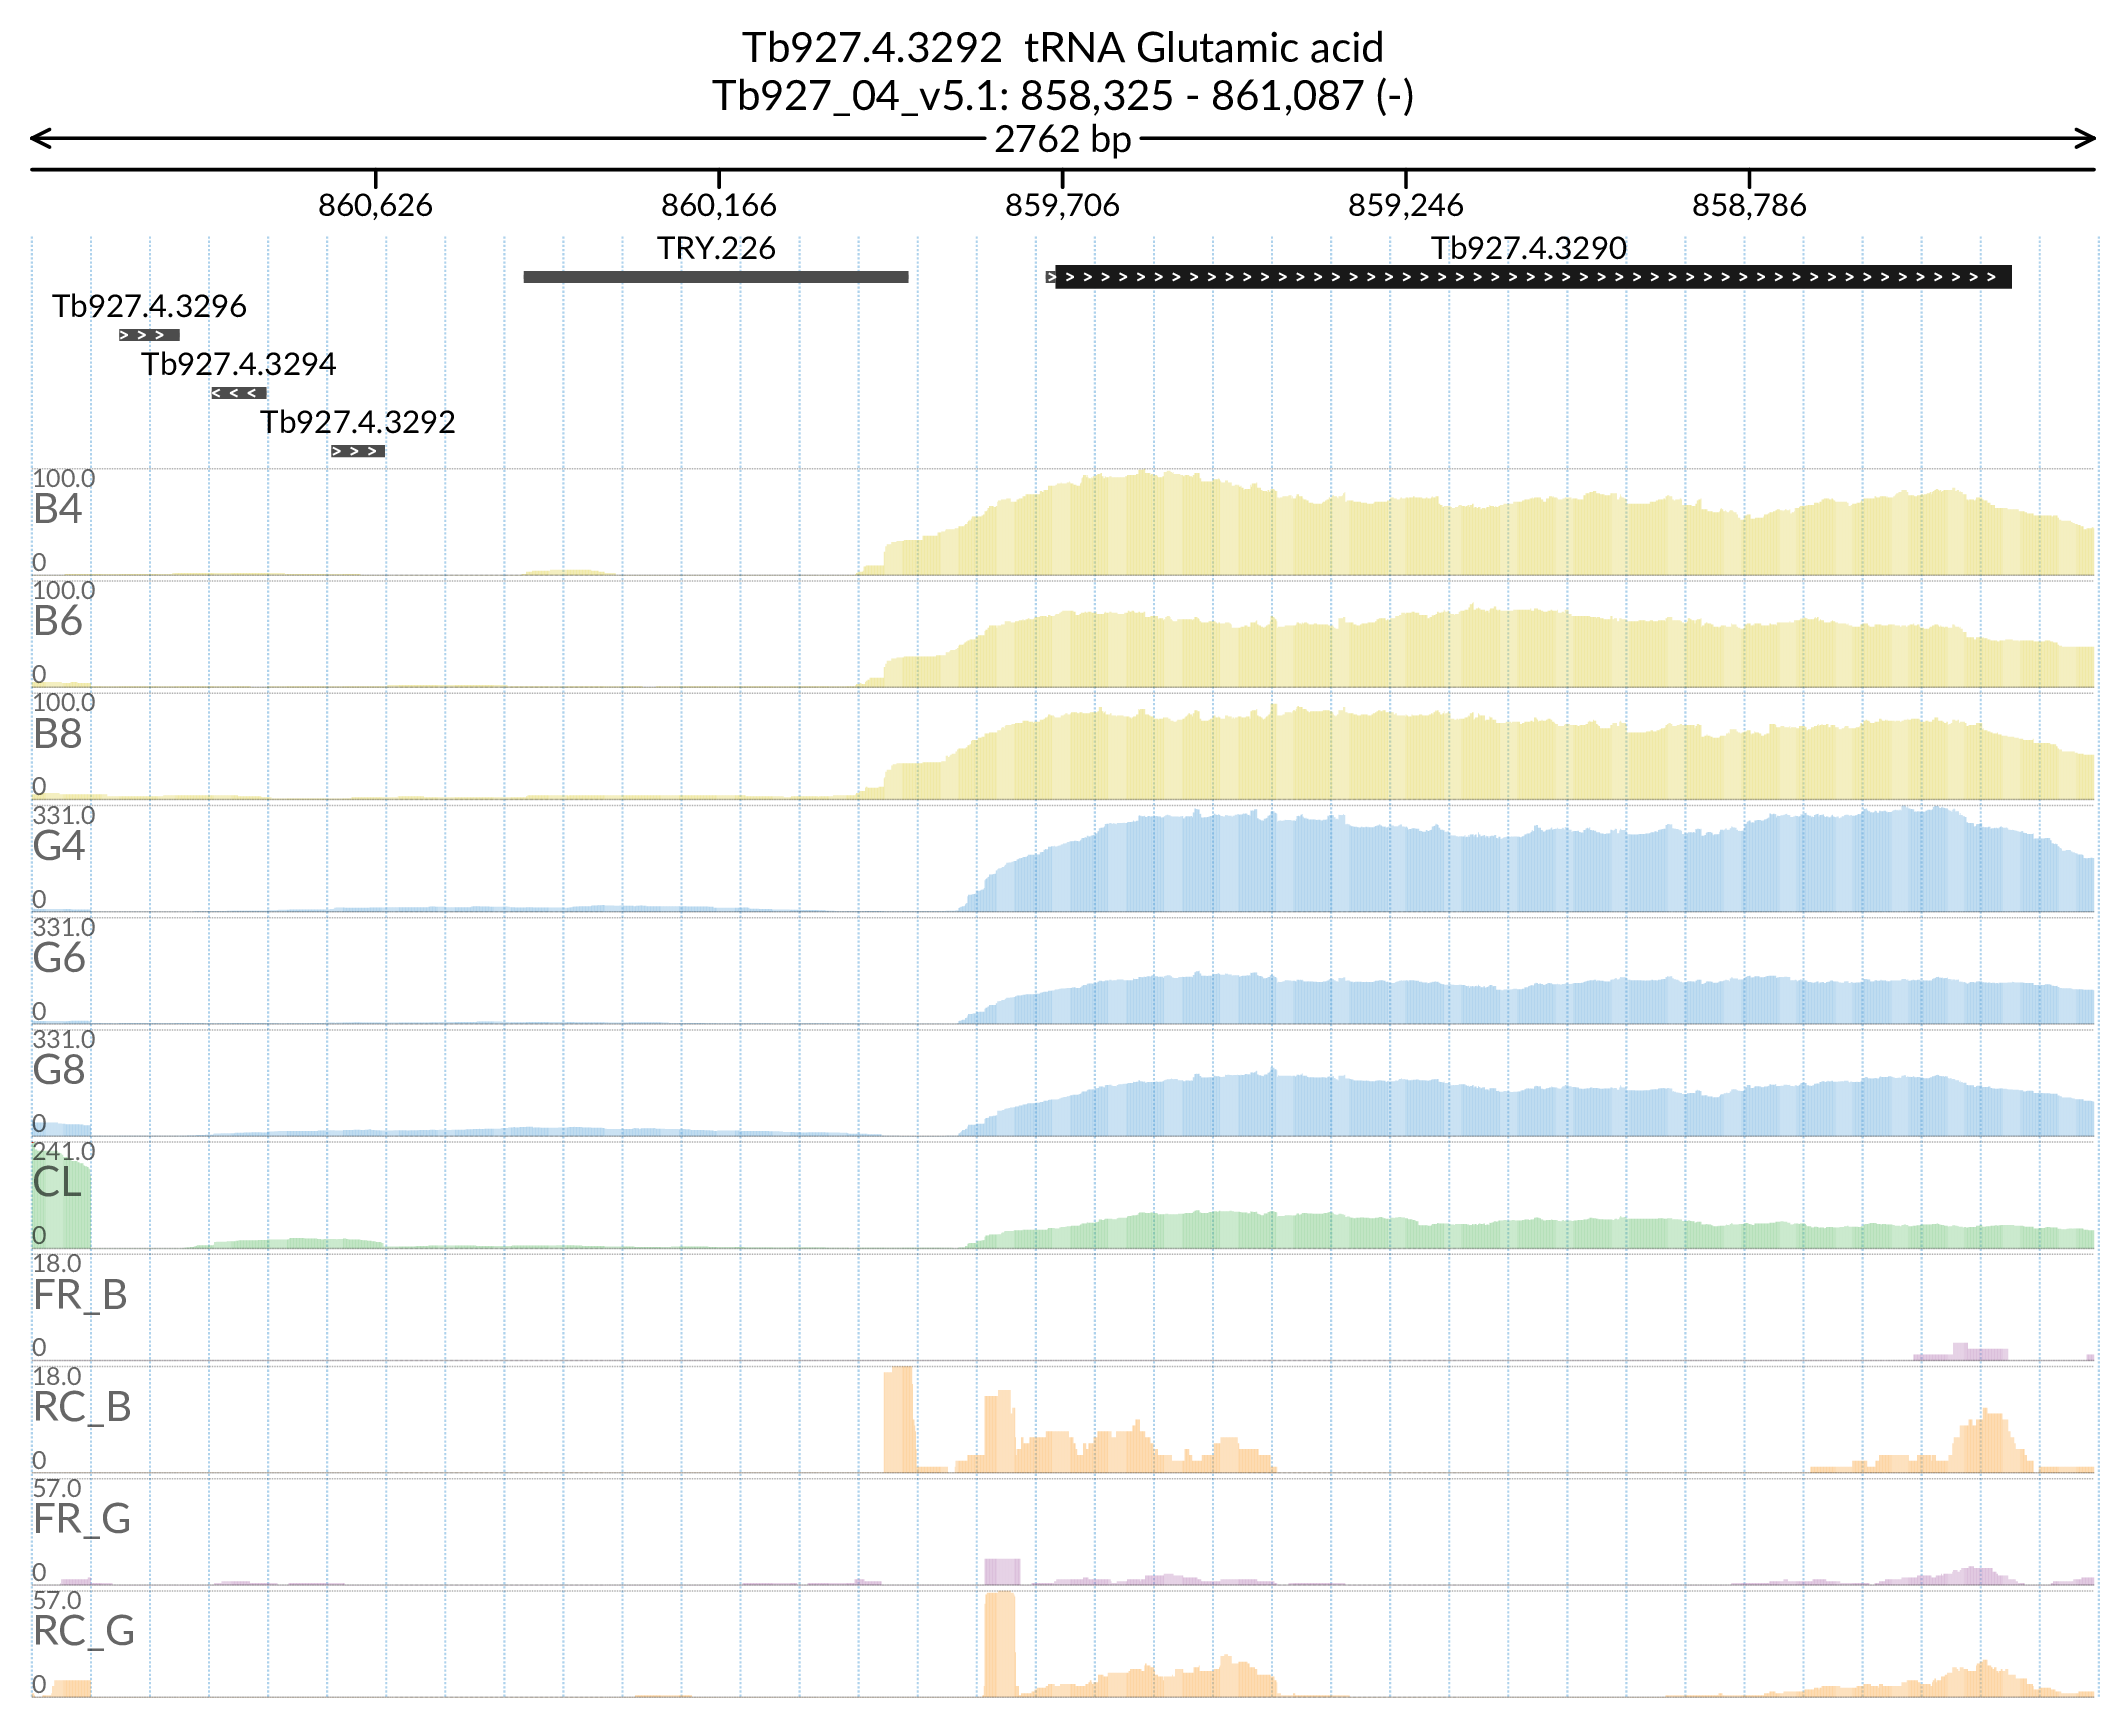 Tb927.4.3292  tRNA Glutamic acid
Tb927_04_v5.1: 858,325 - 861,087 (-)
2762 bp
860,626 860,166 859,706 859,246 858,786
TRY.226 Tb927.4.3290
Tb927.4.3296
Tb927.4.3294
Tb927.4.3292
100.0
B4
0
100.0
B6
0
100.0
B8
0
331.0
G4
0
331.0
G6
0
331.0
G8
0
241.0
CL
0
18.0
FR_B
0
18.0
RC_B
0
57.0
FR_G
0
57.0
RC_G
0